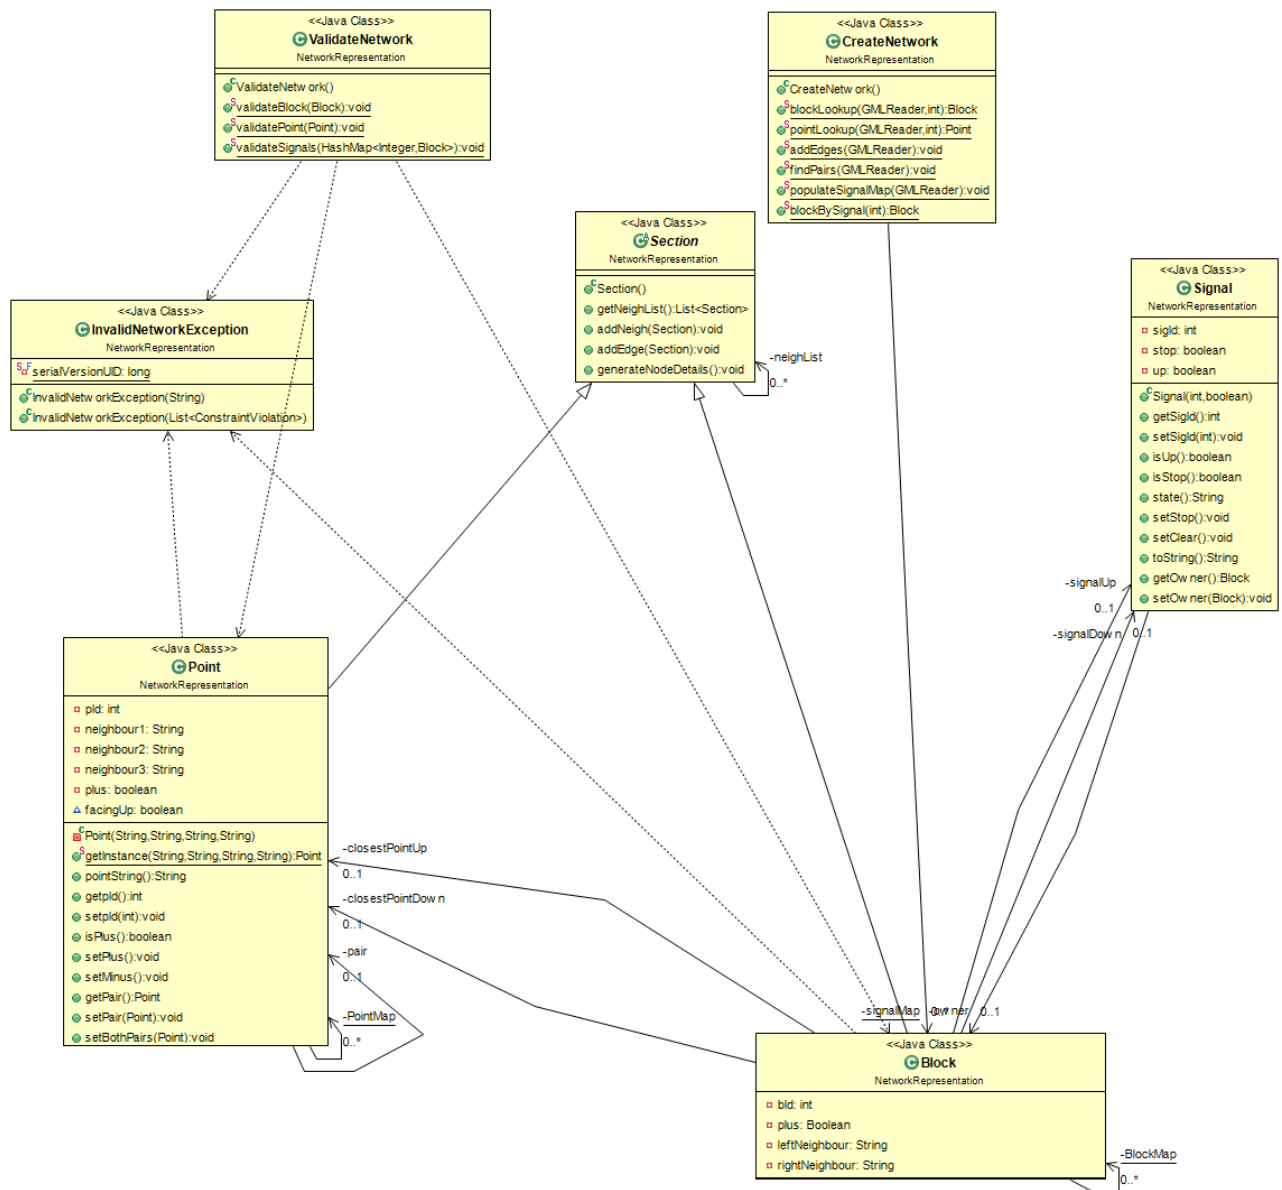 <<Java Class>>
ValidateNetwork
NetworkRepresentation
ValidateNetwork()
validateBlock(Block):void
validatePoint(Point):void
validateSignals(HashMap<Integer,Block>):void
<<Java Class>>
CreateNetwork
NetworkRepresentation
CreateNetwork()
blockLookup(GMLReader,int):Block
pointLookup(GMLReader,int):Point
addEdges(GMLReader):void
findPairs(GMLReader):void
populateSignalMap(GMLReader):void
blockBySignal(int):Block
<<Java Class>>
Section
NetworkRepresentation
Section()
getNeighList():List<Section>
addNeigh(Section):void
addEdge(Section):void
generateNodeDetails():void
-neighList
0..*
<<Java Class>>
Signal
NetworkRepresentation
sigId: int
stop: boolean
up: boolean
Signal(int,boolean)
getSigId():int
setSigId(int):void
isUp():boolean
isStop():boolean
state():String
setStop():void
setClear():void
toString():String
getOwner():Block
setOwner(Block):void
<<Java Class>>
InvalidNetworkException
NetworkRepresentation
serialVersionUID: long
InvalidNetworkException(String)
InvalidNetworkException(List<ConstraintViolation>)
-signalUp
0..1
-signalDown
0..1
<<Java Class>>
Point
NetworkRepresentation
pId: int
neighbour1: String
neighbour2: String
neighbour3: String
plus: boolean
facingUp: boolean
Point(String,String,String,String)
getInstance(String,String,String,String):Point
pointString():String
getpId():int
setpId(int):void
isPlus():boolean
setPlus():void
setMinus():void
getPair():Point
setPair(Point):void
setBothPairs(Point):void
-closestPointUp
0..1
-closestPointDown
0..1
-pair
0..1
-PointMap
0..*
-signalMap
0..*
-owner
0..1
<<Java Class>>
Block
NetworkRepresentation
bId: int
plus: Boolean
leftNeighbour: String
rightNeighbour: String
-BlockMap
0..*